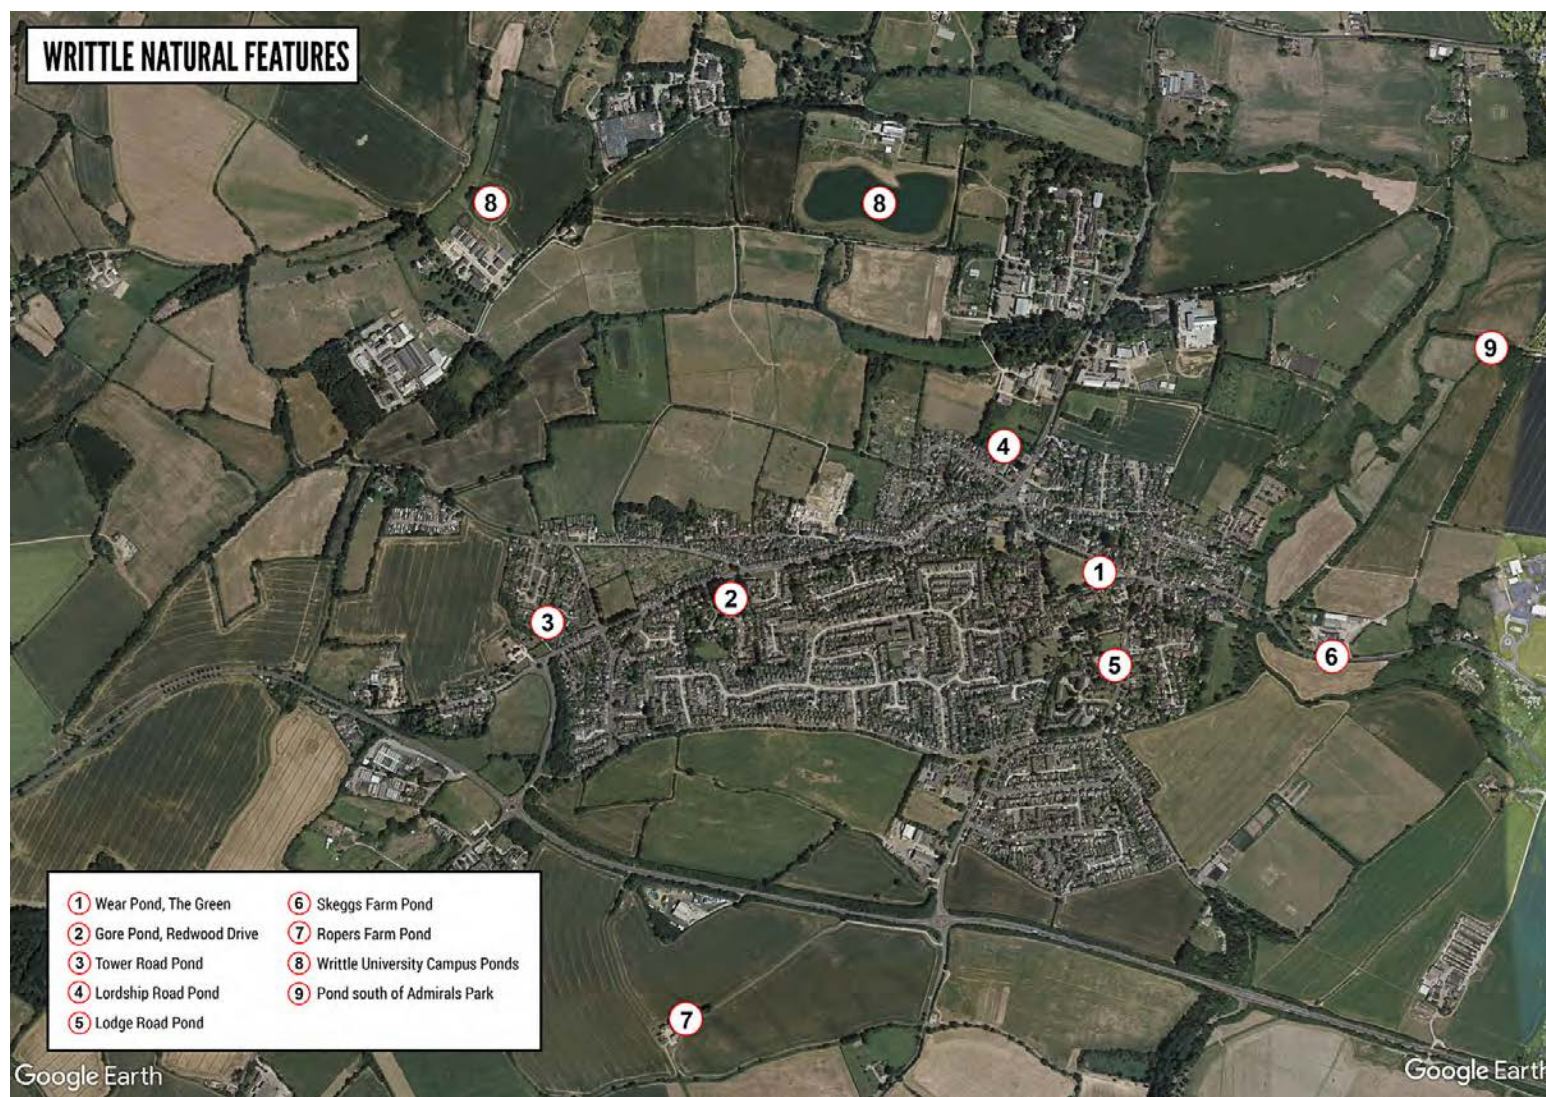 WRITTLE NATURAL FEATURES
8
8
9
4
1
2
3
5
6
7
1 Wear Pond, The Green
2 Gore Pond, Redwood Drive
3 Tower Road Pond
4 Lordship Road Pond
5 Lodge Road Pond
6 Skeggs Farm Pond
7 Ropers Farm Pond
8 Writtle University Campus Ponds
9 Pond south of Admirals Park
Google Earth
Google Earth